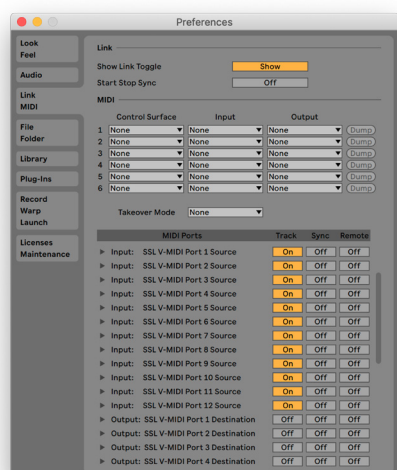 Preferences
Look
Feel
Audio
Link
MIDI
File
Folder
Library
Plug-Ins
Record
Warp
Launch
Licenses
Maintenance
Link
Show Link Toggle Show
Start Stop Sync Off
MIDI
Control Surface Input Output
1 None None None (Dump)
2 None None None (Dump)
3 None None None (Dump)
4 None None None (Dump)
5 None None None (Dump)
6 None None None (Dump)
Takeover Mode None
MIDI Ports Track Sync Remote
Input: SSL V-MIDI Port 1 Source On Off Off
Input: SSL V-MIDI Port 2 Source On Off Off
Input: SSL V-MIDI Port 3 Source On Off Off
Input: SSL V-MIDI Port 4 Source On Off Off
Input: SSL V-MIDI Port 5 Source On Off Off
Input: SSL V-MIDI Port 6 Source On Off Off
Input: SSL V-MIDI Port 7 Source On Off Off
Input: SSL V-MIDI Port 8 Source On Off Off
Input: SSL V-MIDI Port 9 Source On Off Off
Input: SSL V-MIDI Port 10 Source On Off Off
Input: SSL V-MIDI Port 11 Source On Off Off
Input: SSL V-MIDI Port 12 Source On Off Off
Output: SSL V-MIDI Port 1 Destination Off Off Off
Output: SSL V-MIDI Port 2 Destination Off Off Off
Output: SSL V-MIDI Port 3 Destination Off Off Off
Output: SSL V-MIDI Port 4 Destination Off Off Off